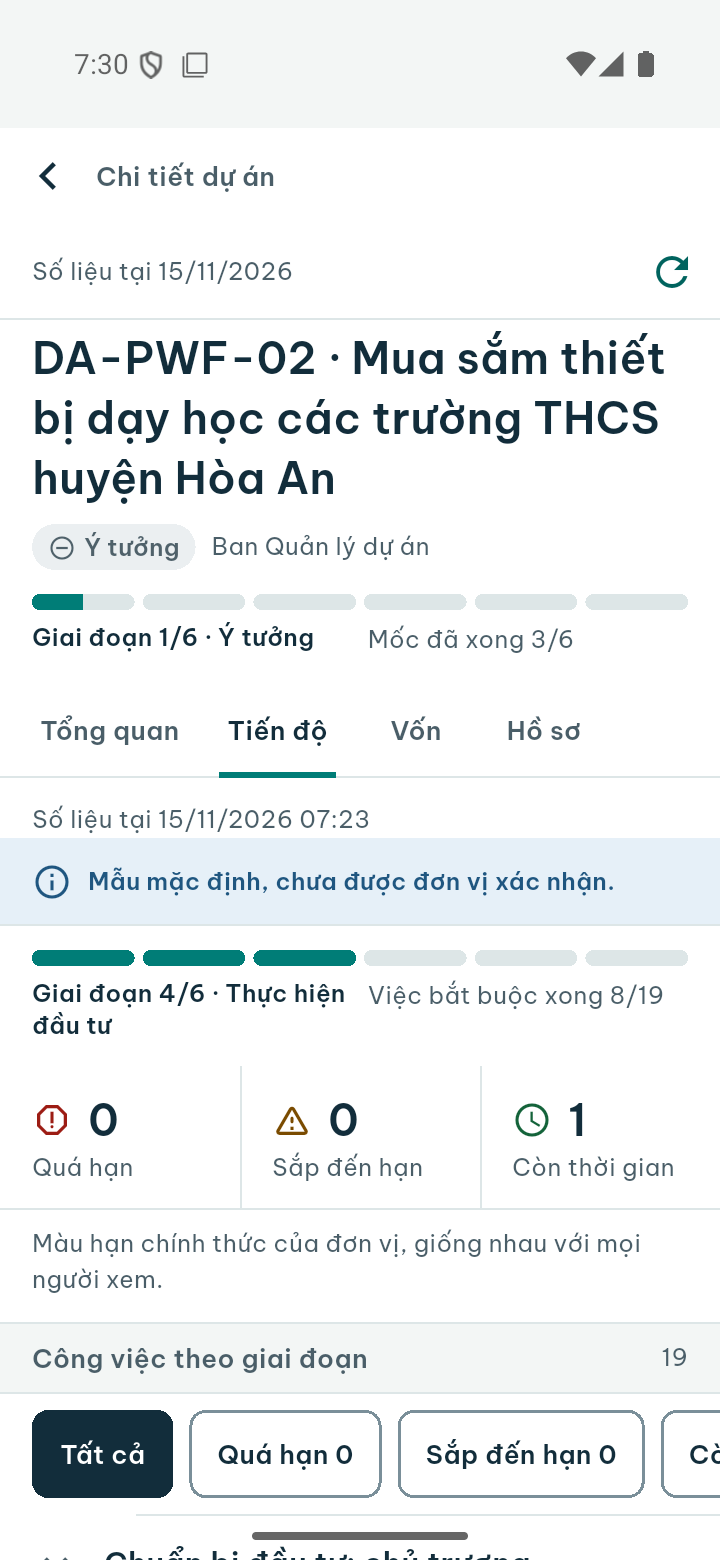 7:30
Chi tiết dự án
Số liệu tại 15/11/2026
DA-PWF-02 · Mua sắm thiết
bị dạy học các trường THCS
huyện Hòa An
Ý tưởng Ban Quản lý dự án
Giai đoạn 1/6 · Ý tưởng Mốc đã xong 3/6
Tổng quan Tiến độ Vốn Hồ sơ
Số liệu tại 15/11/2026 07:23
Mẫu mặc định, chưa được đơn vị xác nhận.
Giai đoạn 4/6 · Thực hiện Việc bắt buộc xong 8/19
đầu tư
0 0 1
Quá hạn Sắp đến hạn Còn thời gian
Màu hạn chính thức của đơn vị, giống nhau với mọi
người xem.
Công việc theo giai đoạn 19
Tất cả Quá hạn 0 Sắp đến hạn 0
Chuẩn bị đầu tư: chủ trương